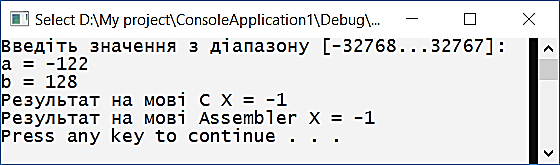 Select D:\My project\ConsoleApplication1\Debug\...
Введіть значення з діапазону [-32768...32767]:
a = -122
b = 128
Результат на мові C X = -1
Результат на мові Assembler X = -1
Press any key to continue . . .